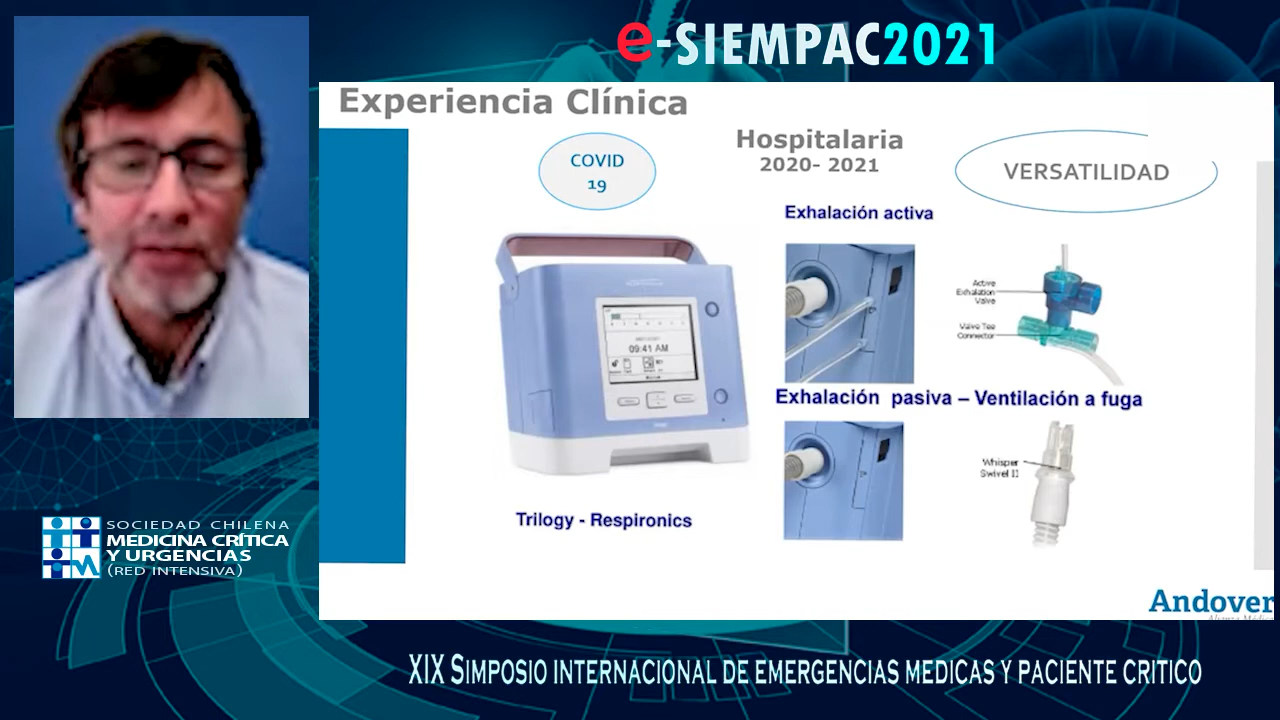 e-SIEMPAC2021
Experiencia Clínica
COVID
19
Hospitalaria
2020- 2021
VERSATILIDAD
Exhalación activa
Active
Exhalation
Valve
Valve Tee
Connector
09:41 AM
Exhalación pasiva – Ventilación a fuga
Whisper
Swivel II
Trilogy - Respironics
SOCIEDAD CHILENA
MEDICINA CRÍTICA
Y URGENCIAS
(RED INTENSIVA)
Andover
XIX SIMPOSIO INTERNACIONAL DE EMERGENCIAS MEDICAS Y PACIENTE CRITICO